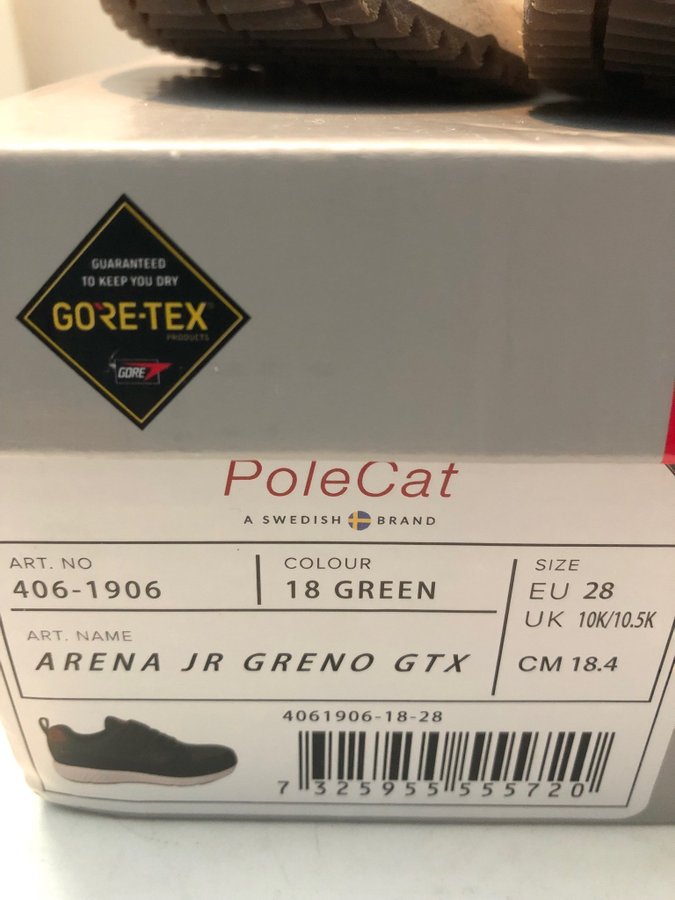 GUARANTEED
TO KEEP YOU DRY
GORE-TEX
PRODUCTS
GORE
PoleCat
A SWEDISH BRAND
ART. NO
406-1906
COLOUR
18 GREEN
SIZE
EU 28
UK 10K/10.5K
CM 18.4
ART. NAME
ARENA JR GRENO GTX
4061906-18-28
7 325955 555720